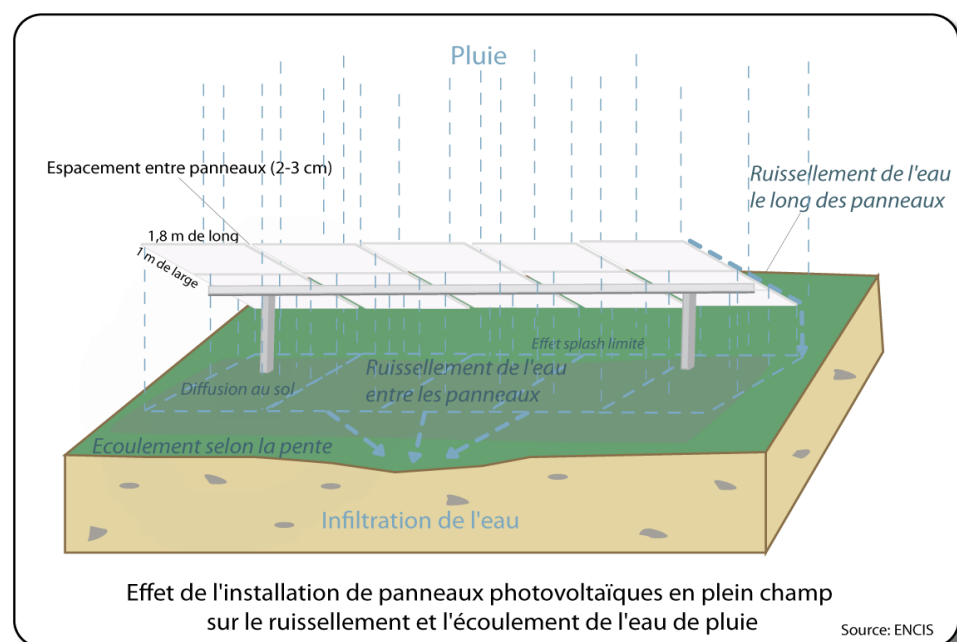 Pluie
Espacement entre panneaux (2-3 cm)
Ruissellement de l'eau
le long des panneaux
1,8 m de long
1 m de large
Effet splash limité
Ruissellement de l'eau
entre les panneaux
Diffusion au sol
Ecoulement selon la pente
Infiltration de l'eau
Effet de l'installation de panneaux photovoltaïques en plein champ
sur le ruissellement et l'écoulement de l'eau de pluie
Source: ENCIS